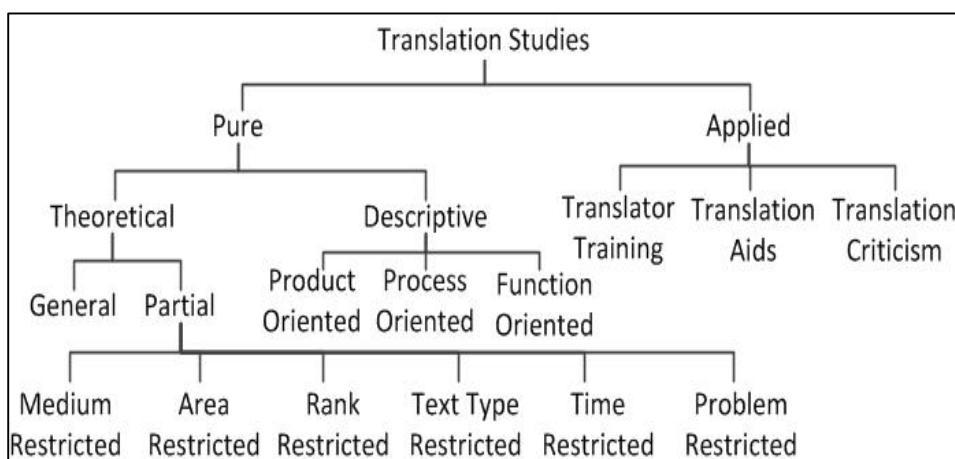 Translation Studies
Pure
Applied
Theoretical
Descriptive
Translator
Training
Translation
Aids
Translation
Criticism
General
Partial
Product
Oriented
Process
Oriented
Function
Oriented
Medium
Restricted
Area
Restricted
Rank
Restricted
Text Type
Restricted
Time
Restricted
Problem
Restricted